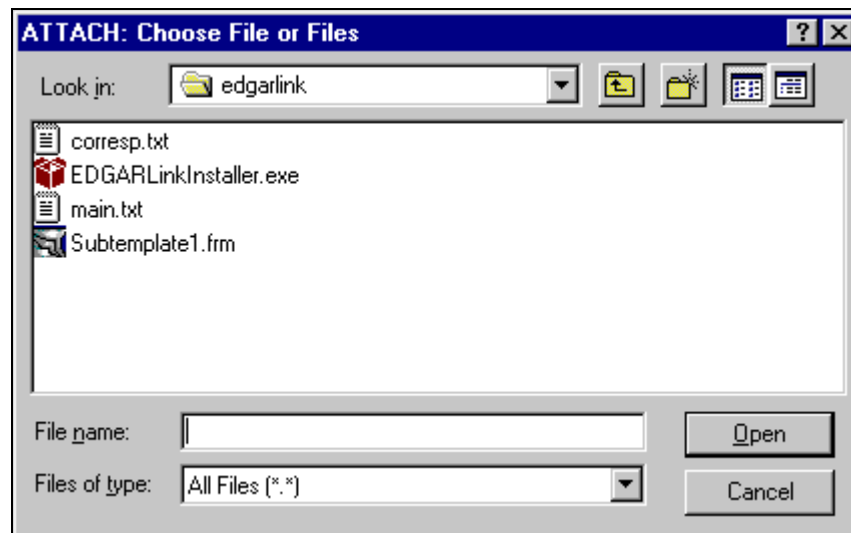 ATTACH: Choose File or Files
Look in: edgarlink
corresp.txt
EDGARLinkInstaller.exe
main.txt
Subtemplate1.frm
File name: Open
Files of type: All Files (*.*) Cancel